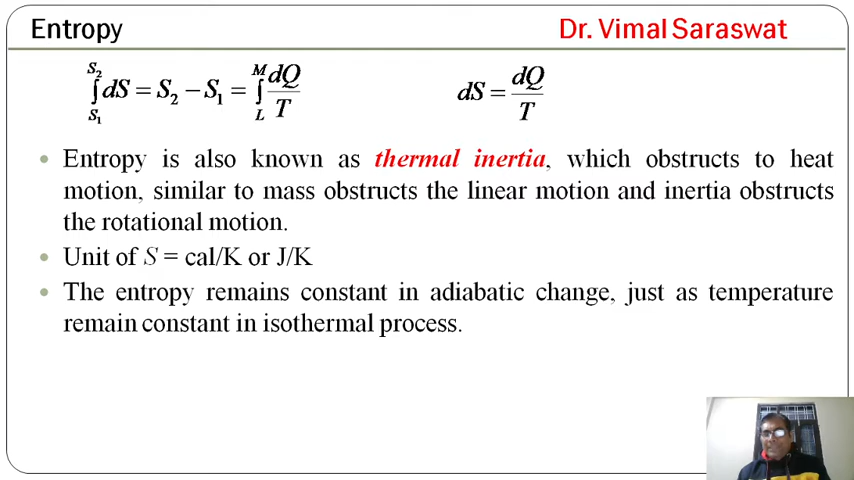 Entropy
Dr. Vimal Saraswat
∫_{S₁}^{S₂} dS = S₂ − S₁ = ∫_{L}^{M} dQ/T
dS = dQ/T
• Entropy is also known as thermal inertia, which obstructs to heat
motion, similar to mass obstructs the linear motion and inertia obstructs
the rotational motion.
• Unit of S = cal/K or J/K
• The entropy remains constant in adiabatic change, just as temperature
remain constant in isothermal process.